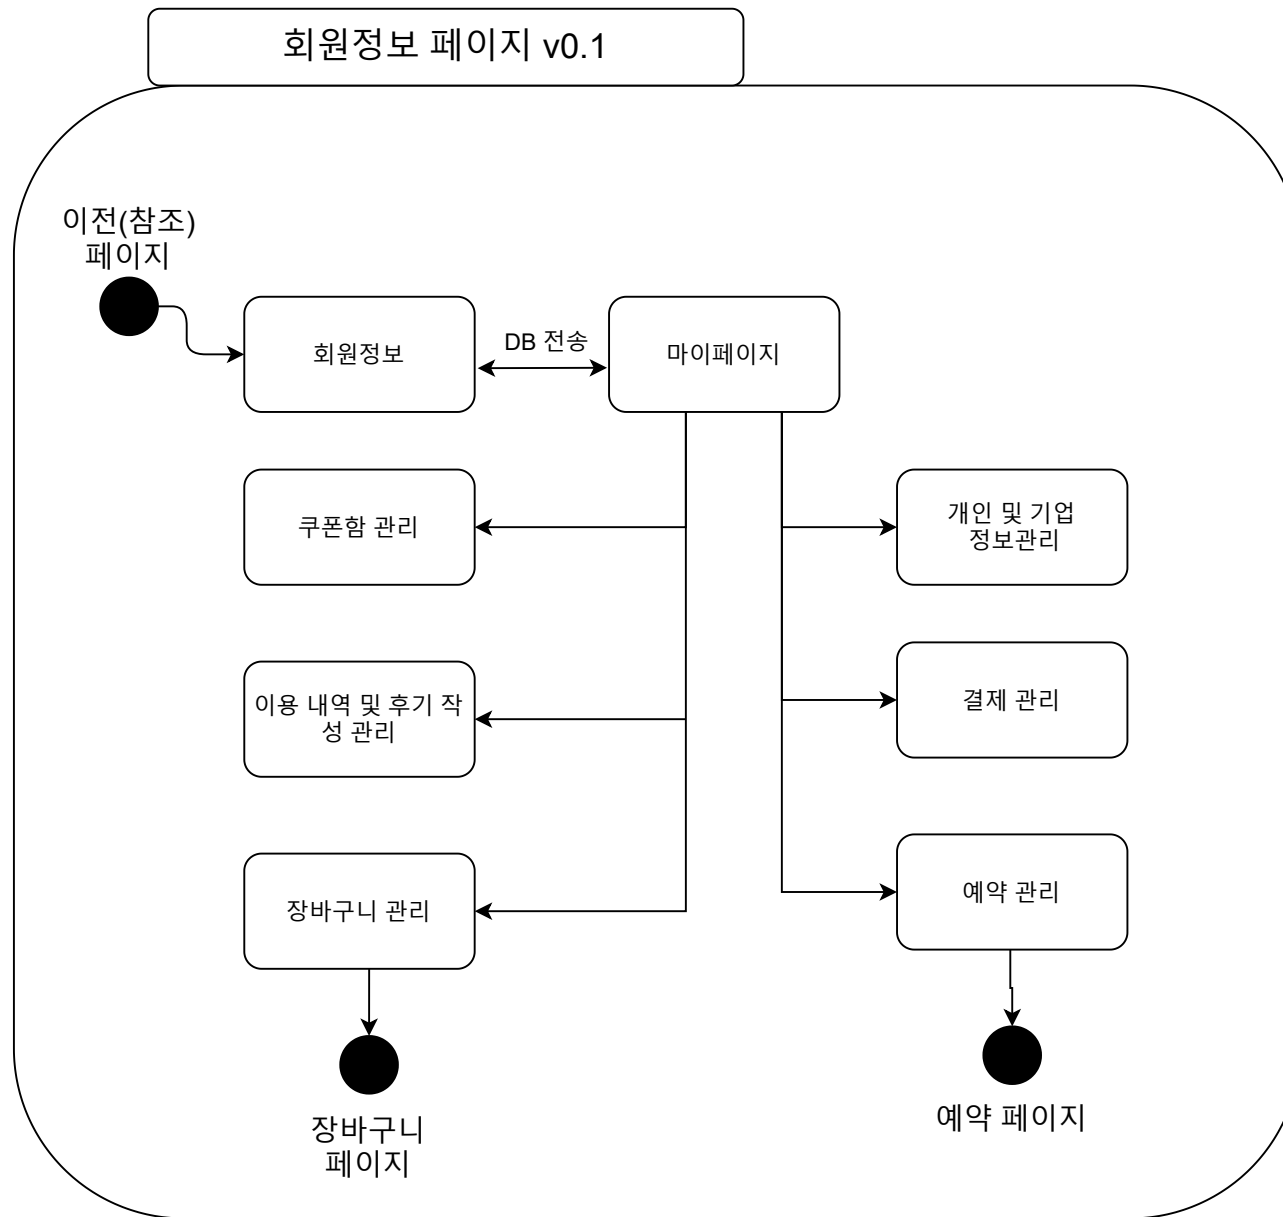 회원정보 페이지 v0.1
이전(참조)
페이지
회원정보
DB 전송
마이페이지
쿠폰함 관리
개인 및 기업
정보관리
이용 내역 및 후기 작
성 관리
결제 관리
장바구니 관리
예약 관리
장바구니
페이지
예약 페이지